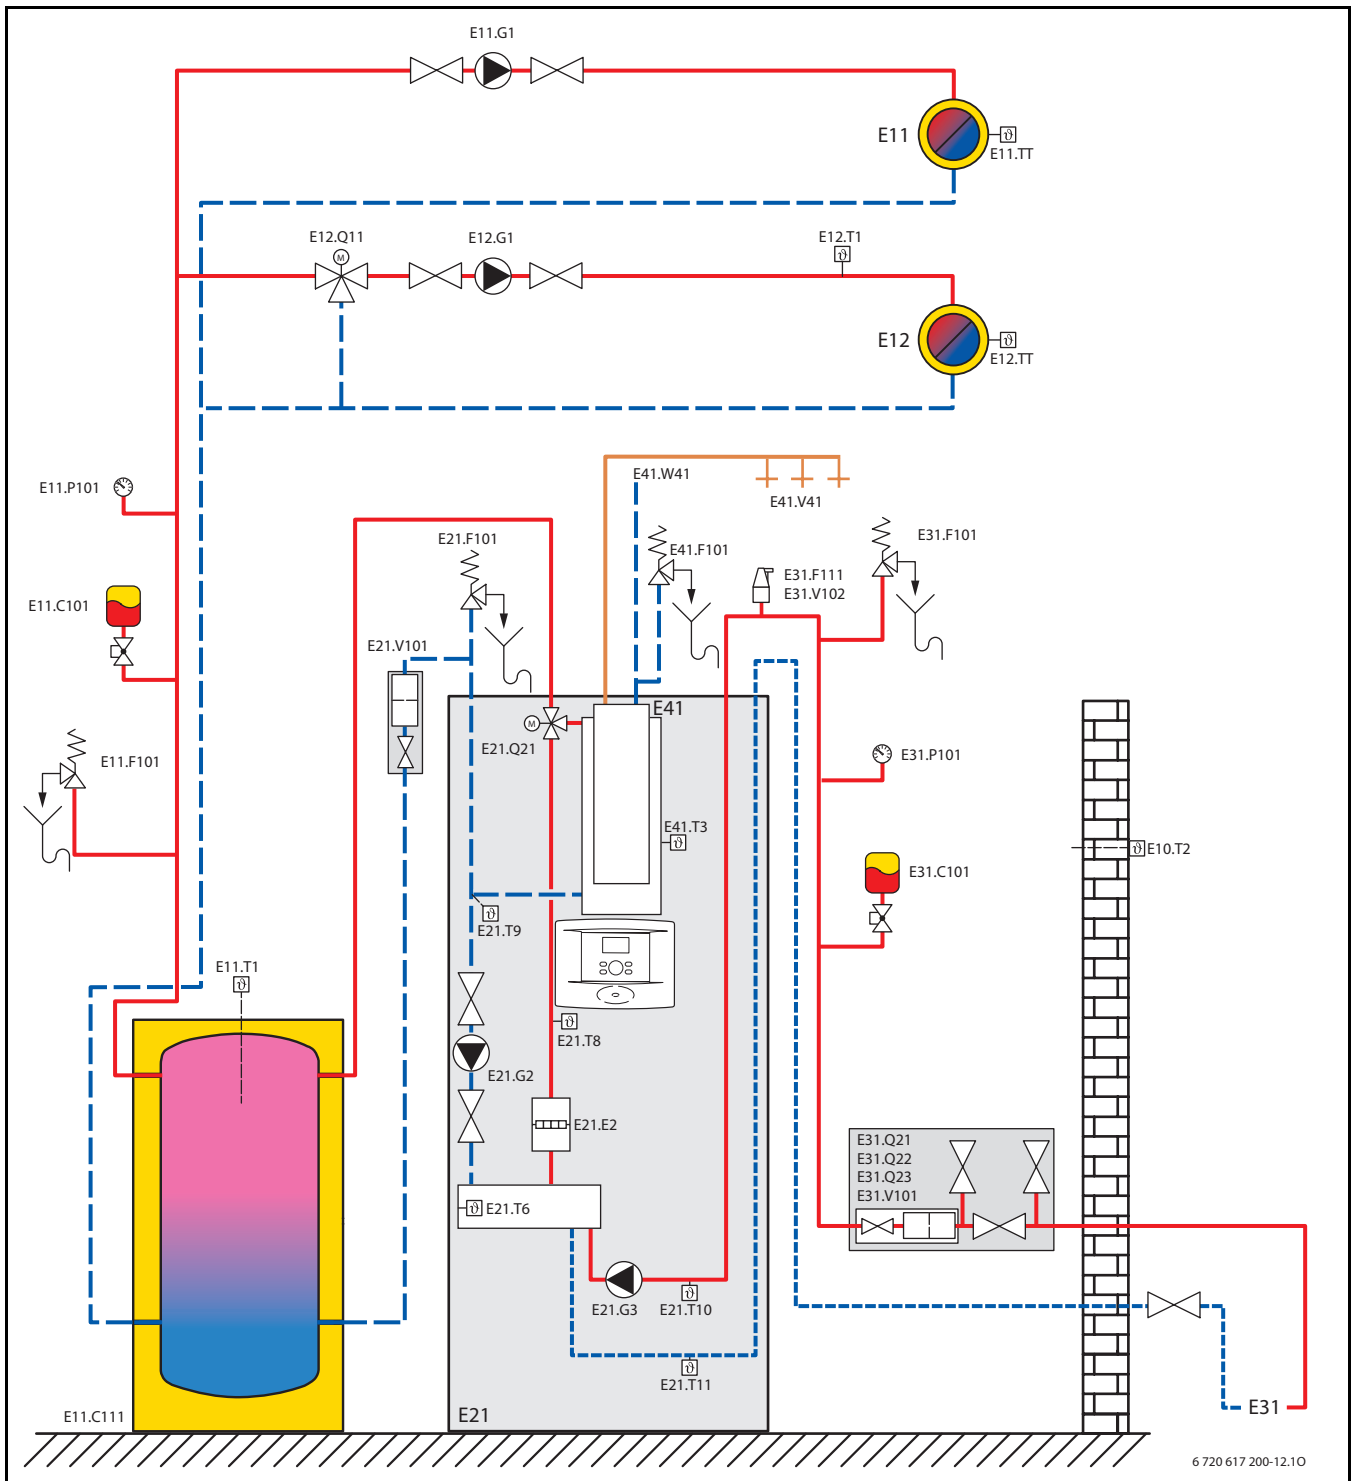 E11.G1
E11
ϑ
E11.TT
E12.Q11
M
E12.G1
E12.T1
ϑ
E12
ϑ
E12.TT
E11.P101
E41.W41
E41.V41
E21.F101
E41.F101
E31.F101
E31.F111
E31.V102
E11.C101
E21.V101
E41
M
E21.Q21
E11.F101
E31.P101
E41.T3
ϑ
ϑ
E10.T2
E31.C101
ϑ
E21.T9
E11.T1
ϑ
ϑ
E21.T8
E21.G2
E21.E2
E31.Q21
E31.Q22
E31.Q23
E31.V101
ϑ
E21.T6
E21.G3
ϑ
E21.T10
ϑ
E21.T11
E11.C111
E21
E31
6 720 617 200-12.1O